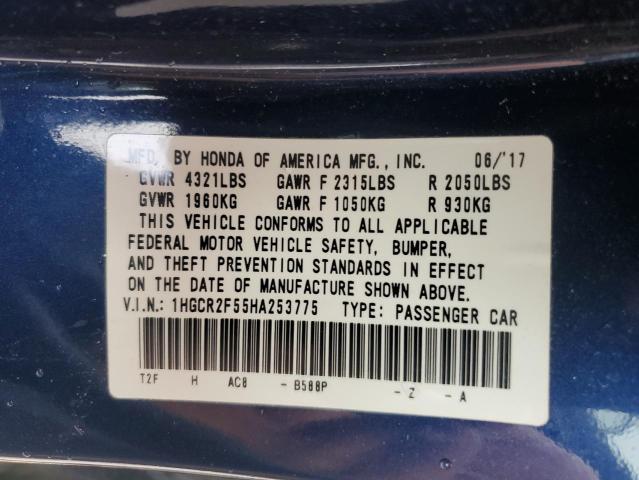 MFD. BY HONDA OF AMERICA MFG., INC. 06/'17
GVWR 4321LBS GAWR F 2315LBS R 2050LBS
GVWR 1960KG GAWR F 1050KG R 930KG
THIS VEHICLE CONFORMS TO ALL APPLICABLE
FEDERAL MOTOR VEHICLE SAFETY, BUMPER,
AND THEFT PREVENTION STANDARDS IN EFFECT
ON THE DATE OF MANUFACTURE SHOWN ABOVE.
V.I.N.: 1HGCR2F55HA253775 TYPE: PASSENGER CAR
T2F H AC8 - B588P - Z - A